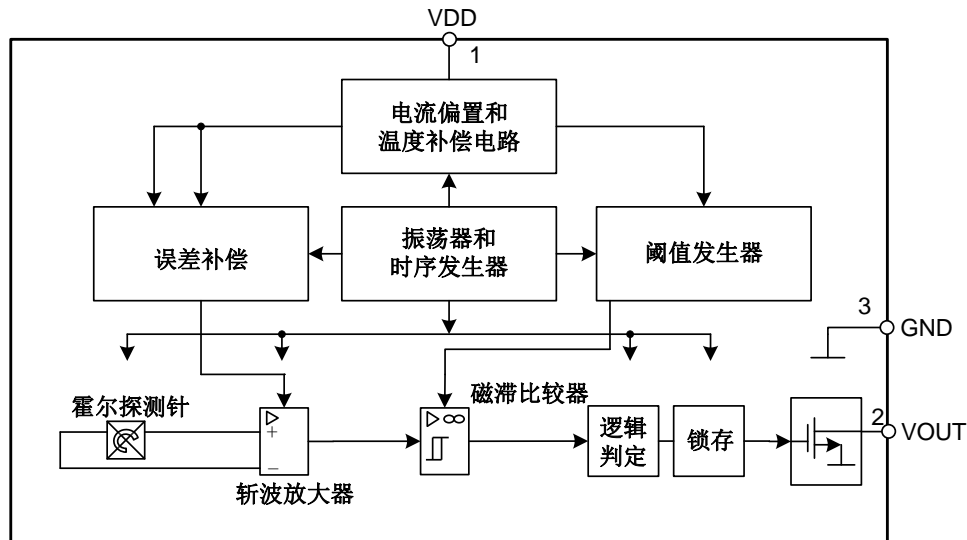 VDD
1
电流偏置和
温度补偿电路
误差补偿
振荡器和
时序发生器
阈值发生器
3
GND
霍尔探测针
+
−
斩波放大器
磁滞比较器
∞
逻辑
判定
锁存
2
VOUT